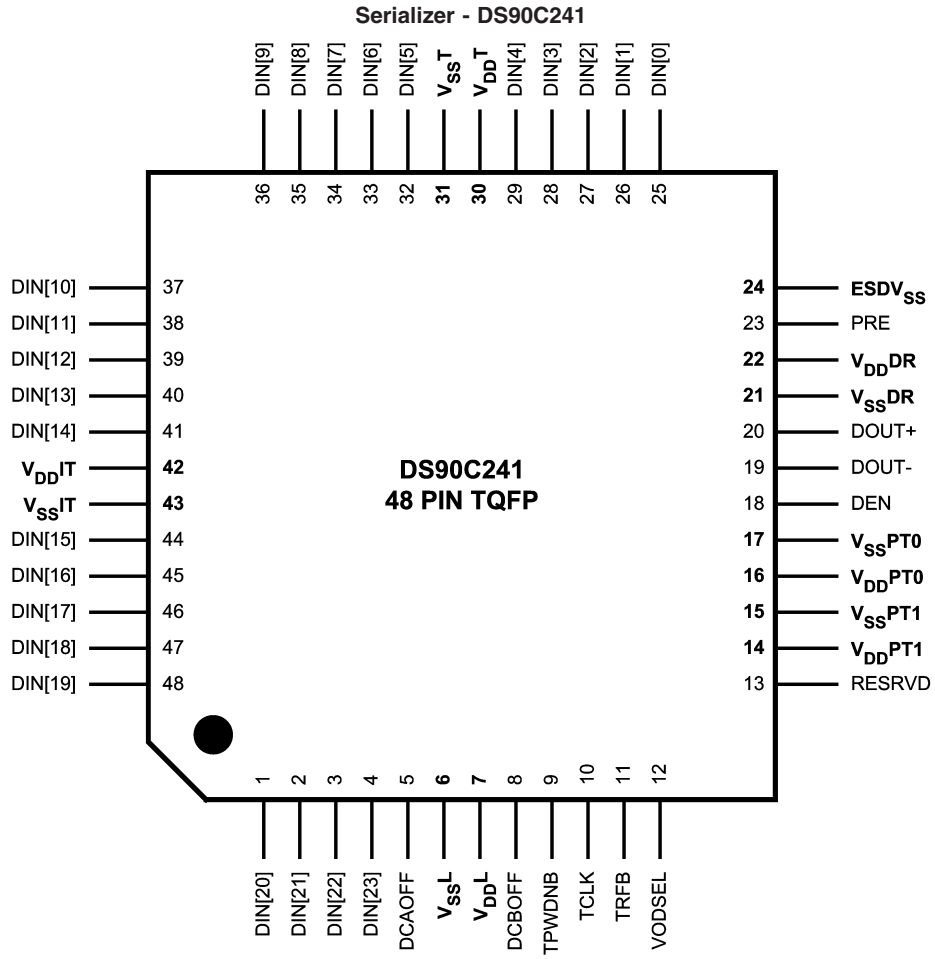 Serializer - DS90C241
DIN[9] DIN[8] DIN[7] DIN[6] DIN[5] VSST VDDT DIN[4] DIN[3] DIN[2] DIN[1] DIN[0]
36 35 34 33 32 31 30 29 28 27 26 25
DIN[10] 37 24 ESDVSS
DIN[11] 38 23 PRE
DIN[12] 39 22 VDDDR
DIN[13] 40 21 VSSDR
DIN[14] 41 20 DOUT+
VDDIT 42 19 DOUT-
DS90C241
VSSIT 43 18 DEN
48 PIN TQFP
DIN[15] 44 17 VSSPT0
DIN[16] 45 16 VDDPT0
DIN[17] 46 15 VSSPT1
DIN[18] 47 14 VDDPT1
DIN[19] 48 13 RESRVD
1 2 3 4 5 6 7 8 9 10 11 12
DIN[20] DIN[21] DIN[22] DIN[23] DCAOFF VSSL VDDL DCBOFF TPWDNB TCLK TRFB VODSEL